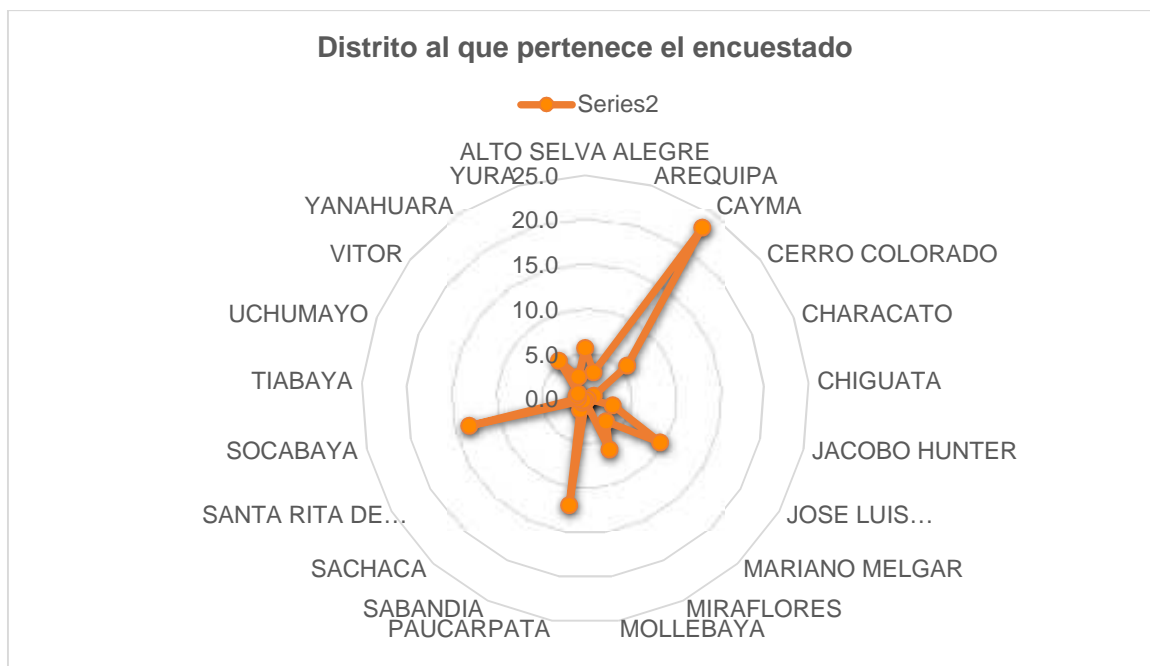 Distrito al que pertenece el encuestado
Series2
ALTO SELVA ALEGRE
AREQUIPA
CAYMA
CERRO COLORADO
CHARACATO
CHIGUATA
JACOBO HUNTER
JOSE LUIS...
MARIANO MELGAR
MIRAFLORES
MOLLEBAYA
PAUCARPATA
SABANDIA
SACHACA
SANTA RITA DE...
SOCABAYA
TIABAYA
UCHUMAYO
VITOR
YANAHUARA
YURA
25.0
20.0
15.0
10.0
5.0
0.0